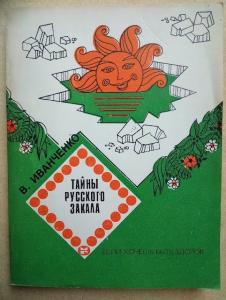 В. ИВАНЧЕНКО
ТАЙНЫ
РУССКОГО
ЗАКАЛА
ЕСЛИ ХОЧЕШЬ БЫТЬ ЗДОРОВ